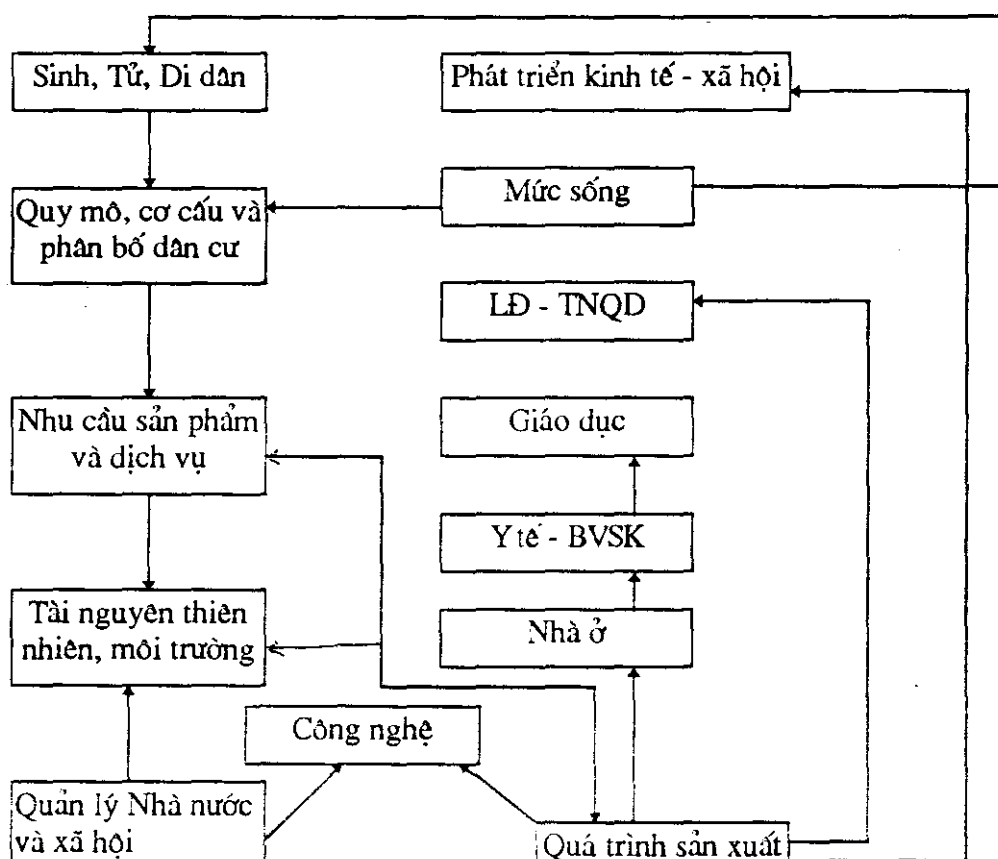 Sinh, Tử, Di dân
Phát triển kinh tế - xã hội
Mức sống
Quy mô, cơ cấu và
phân bố dân cư
LĐ - TNQD
Nhu cầu sản phẩm
và dịch vụ
Giáo dục
Y tế - BVSK
Tài nguyên thiên
nhiên, môi trường
Nhà ở
Công nghệ
Quản lý Nhà nước
và xã hội
Quá trình sản xuất